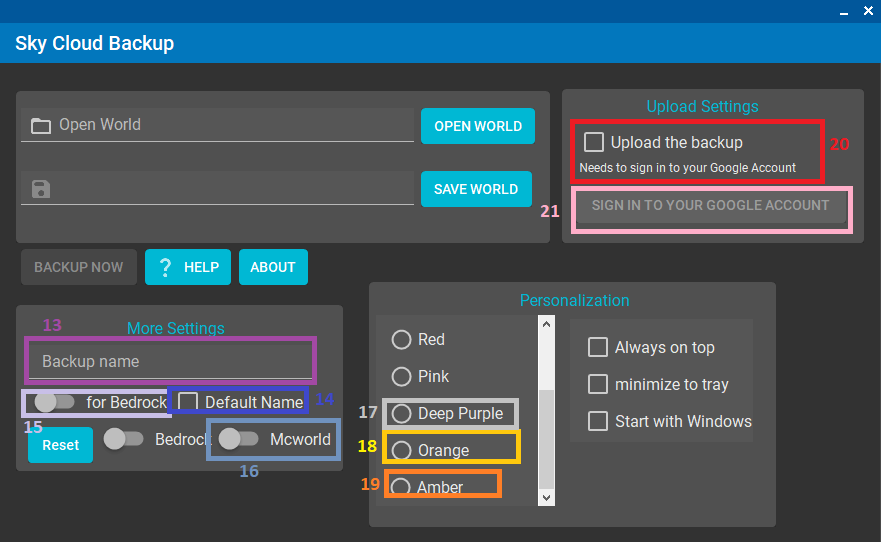 Sky Cloud Backup
Open World
OPEN WORLD
SAVE WORLD
Upload Settings
Upload the backup
20
Needs to sign in to your Google Account
21
SIGN IN TO YOUR GOOGLE ACCOUNT
BACKUP NOW
? HELP
ABOUT
13
More Settings
Backup name
for Bedrock
Default Name
14
15
Reset
Bedrock
Mcworld
16
Personalization
Red
Pink
17
Deep Purple
18
Orange
19
Amber
Always on top
minimize to tray
Start with Windows